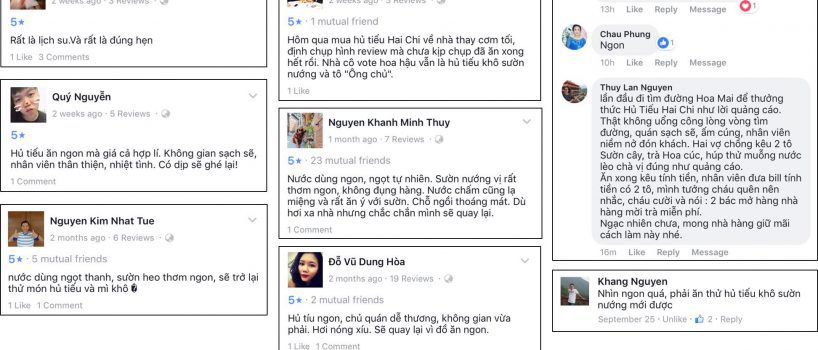 2 weeks ago · 3 Reviews ·
5★
Rất là lịch su.Và rất là đúng hẹn
1 Like 3 Comments
Quý Nguyễn
2 weeks ago · 5 Reviews ·
5★
Hủ tiếu ăn ngon mà giá cả hợp lí. Không gian sạch sẽ,
nhân viên thân thiện, nhiệt tình. Có dịp sẽ ghé lại!
1 Comment
Nguyen Kim Nhat Tue
2 months ago · 6 Reviews ·
5★ · 5 mutual friends
nước dùng ngọt thanh, sườn heo thơm ngon, sẽ trở lại
thử món hủ tiếu và mì khô �
1 Like 1 Comment
5★ · 1 mutual friend
Hôm qua mua hủ tiếu Hai Chi về nhà thay cơm tối,
định chụp hình review mà chưa kịp chụp đã ăn xong
hết rồi. Nhà cô vote hoa hậu vẫn là hủ tiếu khô sườn
nướng và tô "Ông chủ".
1 Like
Nguyen Khanh Minh Thuy
1 month ago · 7 Reviews ·
5★ · 23 mutual friends
Nước dùng ngon, ngọt tự nhiên. Sườn nướng vị rất
thơm ngon, không đụng hàng. Nước chấm cũng lạ
miệng và rất ăn ý với sườn. Chỗ ngồi thoáng mát. Dù
hơi xa nhà nhưng chắc chắn mình sẽ quay lại.
1 Comment
Đỗ Vũ Dung Hòa
2 months ago · 19 Reviews ·
5★ · 2 mutual friends
Hủ tíu ngon, chủ quán dễ thương, không gian vừa
phải. Hơi nóng xíu. Sẽ quay lại vì đồ ăn ngon.
1 Like 1 Comment
13h Like Reply Message 1
Chau Phung
Ngon 1
10h Like Reply Message
Thuy Lan Nguyen
lần đầu đi tìm đường Hoa Mai để thưởng
thức Hủ Tiếu Hai Chi như lời quảng cáo.
Thật không uổng công lòng vòng tìm
đường, quán sạch sẽ, ấm cúng, nhân viên
niềm nở đón khách. Hai vợ chồng kêu 2 tô
Sườn cây, trà Hoa cúc, húp thử muỗng nước
lèo chà vị đúng như quảng cáo.
Ăn xong kêu tính tiền, nhân viên đưa bill tính
tiền có 2 tô, mình tưởng cháu quên nên
nhắc, cháu cười và nói : 2 bác mở hàng nhà
hàng mời trà miễn phí.
Ngạc nhiên chưa, mong nhà hàng giữ mãi
cách làm này nhé.
16m Like Reply Message
Khang Nguyen
Nhìn ngon quá, phải ăn thử hủ tiếu khô sườn
nướng mới được
September 25 · Unlike · 2 · Reply